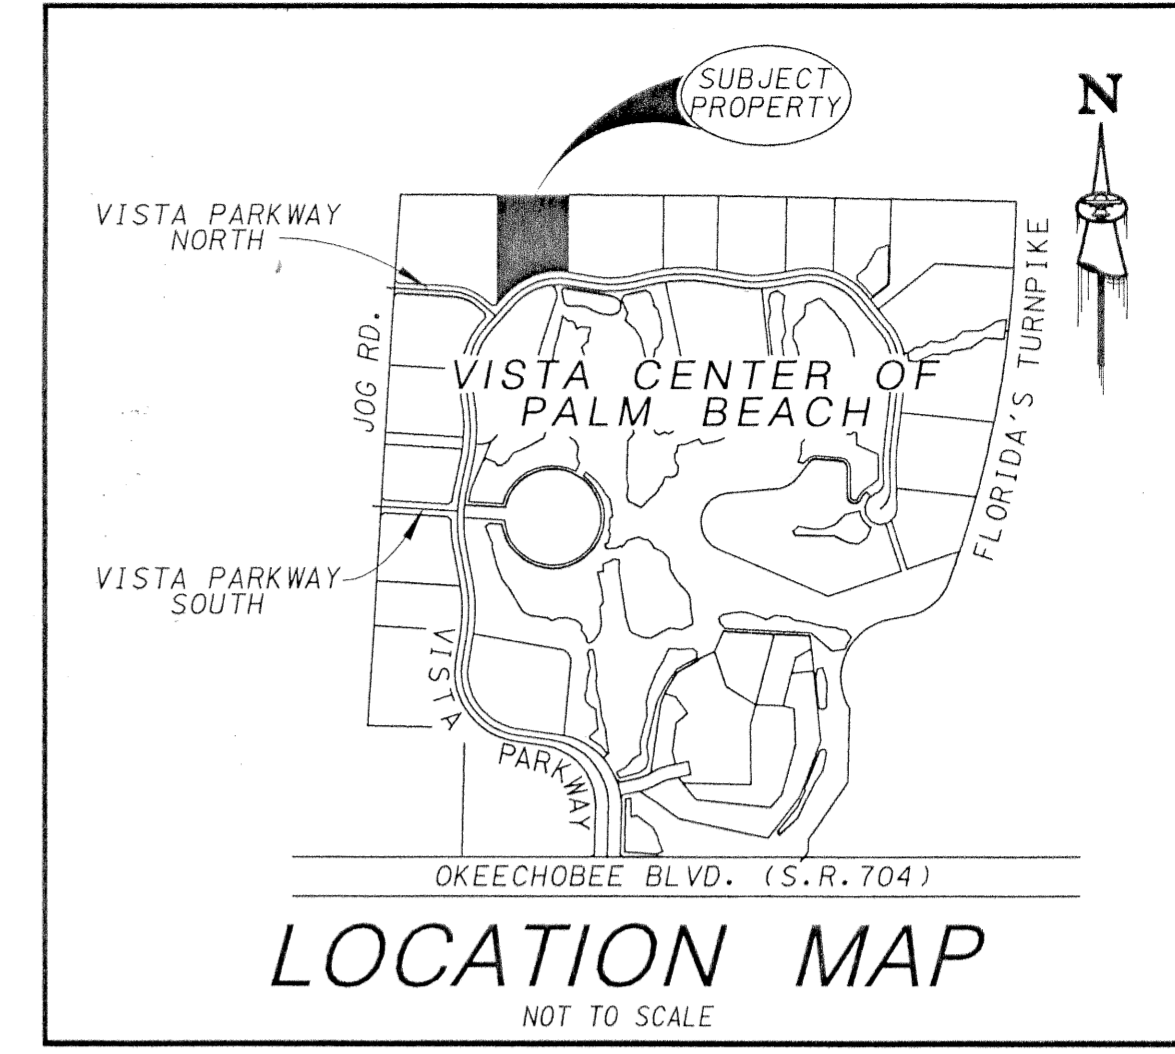 SUBJECT
PROPERTY
N
VISTA PARKWAY
NORTH
JOG RD.
VISTA CENTER OF
PALM BEACH
FLORIDA'S TURNPIKE
VISTA PARKWAY
SOUTH
VISTA
PARKWAY
OKEECHOBEE BLVD. (S.R.704)
LOCATION MAP
NOT TO SCALE